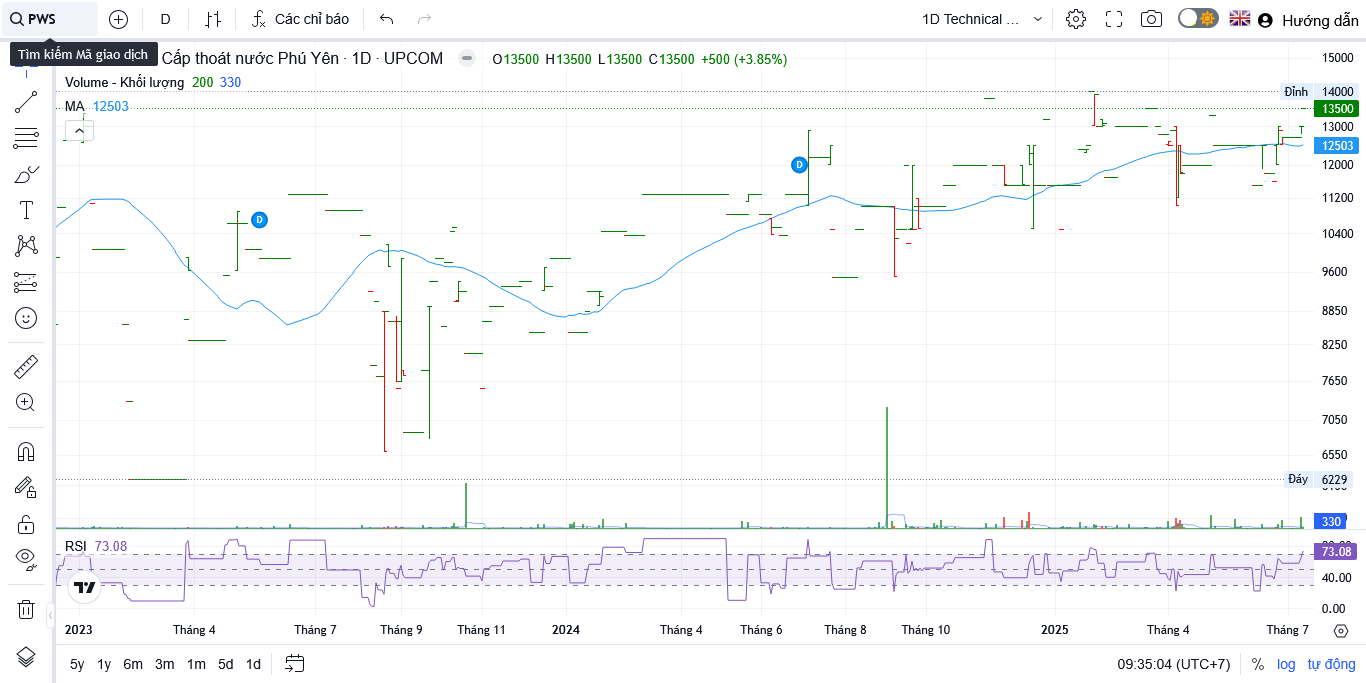 PWS D Các chỉ báo 1D Technical ... Hướng dẫn
Tìm kiếm Mã giao dịch
Cấp thoát nước Phú Yên · 1D · UPCOM O13500 H13500 L13500 C13500 +500 (+3.85%)
Volume - Khối lượng 200 330
MA 12503
15000
Đỉnh 14000
13500
13000
12503
12000
11200
10400
9600
8850
8250
7650
7050
6550
Đáy 6229
330
RSI 73.08
73.08
40.00
0.00
D
D
2023 Tháng 4 Tháng 7 Tháng 9 Tháng 11 2024 Tháng 4 Tháng 6 Tháng 8 Tháng 10 2025 Tháng 4 Tháng 7
5y 1y 6m 3m 1m 5d 1d 09:35:04 (UTC+7) % log tự động